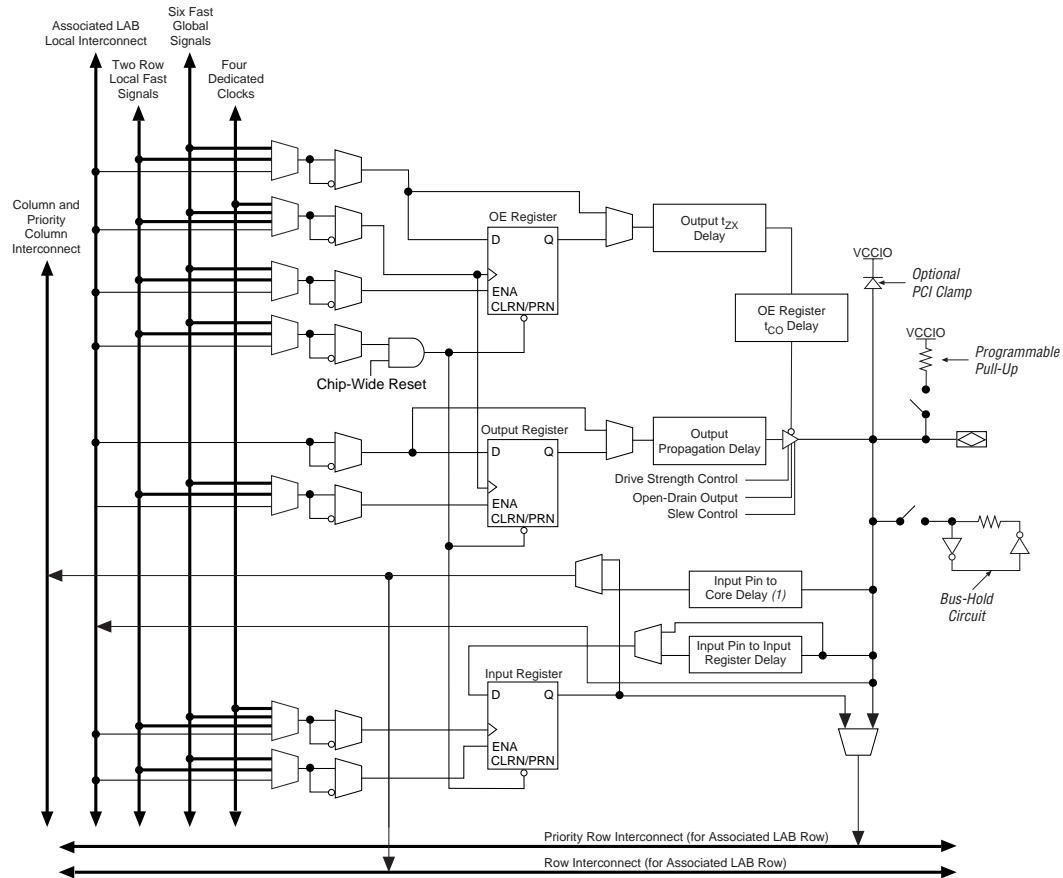 Six Fast
Global
Signals
Associated LAB
Local Interconnect
Two Row
Local Fast
Signals
Four
Dedicated
Clocks
Column and
Priority
Column
Interconnect
OE Register
D
Q
ENA
CLRN/PRN
Output tZX
Delay
VCCIO
Optional
PCI Clamp
OE Register
tCO Delay
VCCIO
Programmable
Pull-Up
Chip-Wide Reset
Output Register
D
Q
ENA
CLRN/PRN
Output
Propagation Delay
Drive Strength Control
Open-Drain Output
Slew Control
Input Pin to
Core Delay (1)
Bus-Hold
Circuit
Input Pin to Input
Register Delay
Input Register
D
Q
ENA
CLRN/PRN
Priority Row Interconnect (for Associated LAB Row)
Row Interconnect (for Associated LAB Row)